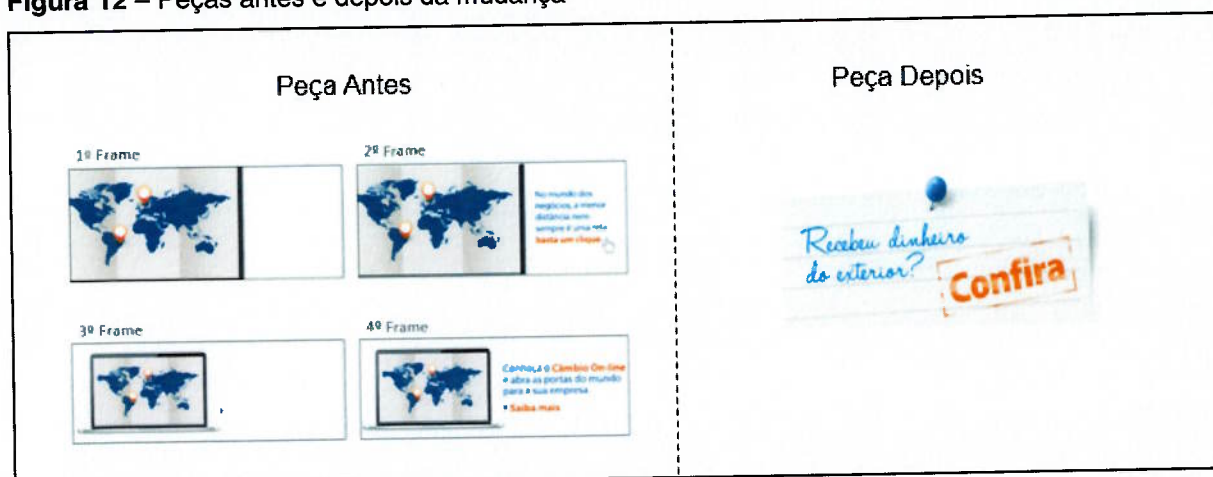 Figura 12 – Peças antes e depois da mudança
Peça Antes
1º Frame
2º Frame
No mundo dos
negócios, a menor
distância nem
sempre é uma reta
basta um clique
3º Frame
4º Frame
Conheça o Câmbio On-line
e abra as portas do mundo
para a sua empresa
Saiba mais
Peça Depois
Recebeu dinheiro
do exterior?
Confira